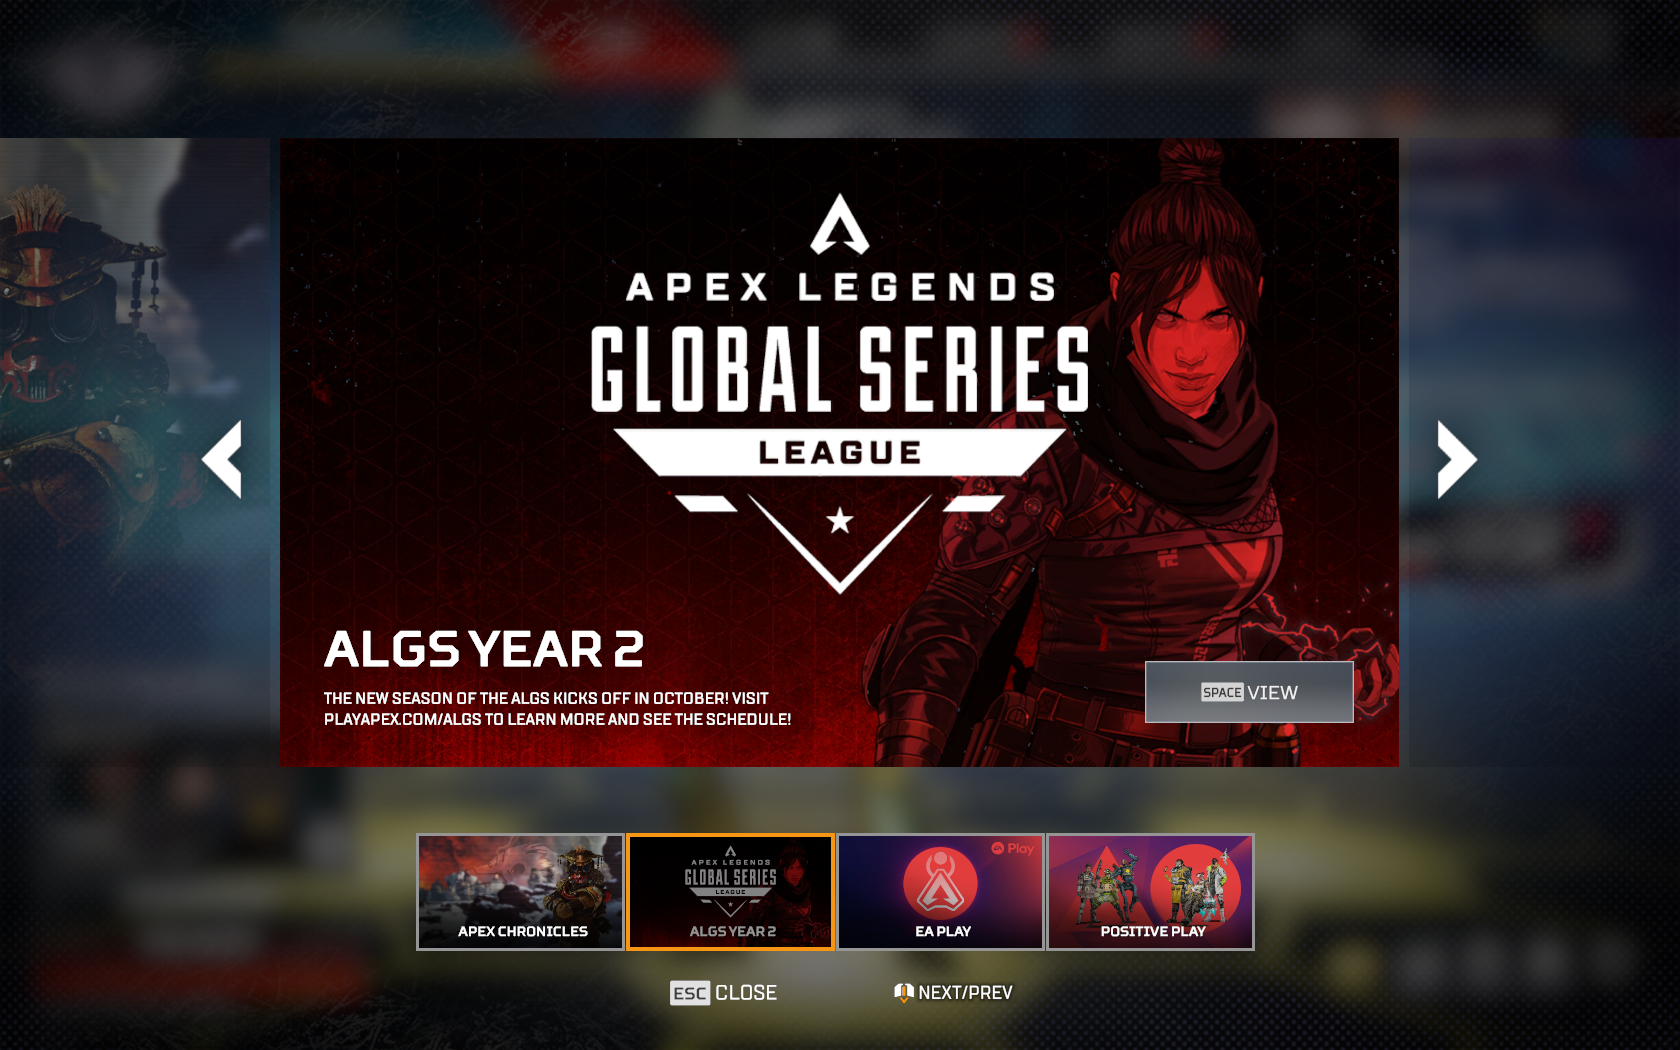 APEX LEGENDS
GLOBAL SERIES
LEAGUE
ALGS YEAR 2
THE NEW SEASON OF THE ALGS KICKS OFF IN OCTOBER! VISIT
PLAYAPEX.COM/ALGS TO LEARN MORE AND SEE THE SCHEDULE!
SPACE VIEW
APEX CHRONICLES
APEX LEGENDS
GLOBAL SERIES
LEAGUE
ALGS YEAR 2
EA Play
EA PLAY
POSITIVE PLAY
ESC CLOSE
NEXT/PREV